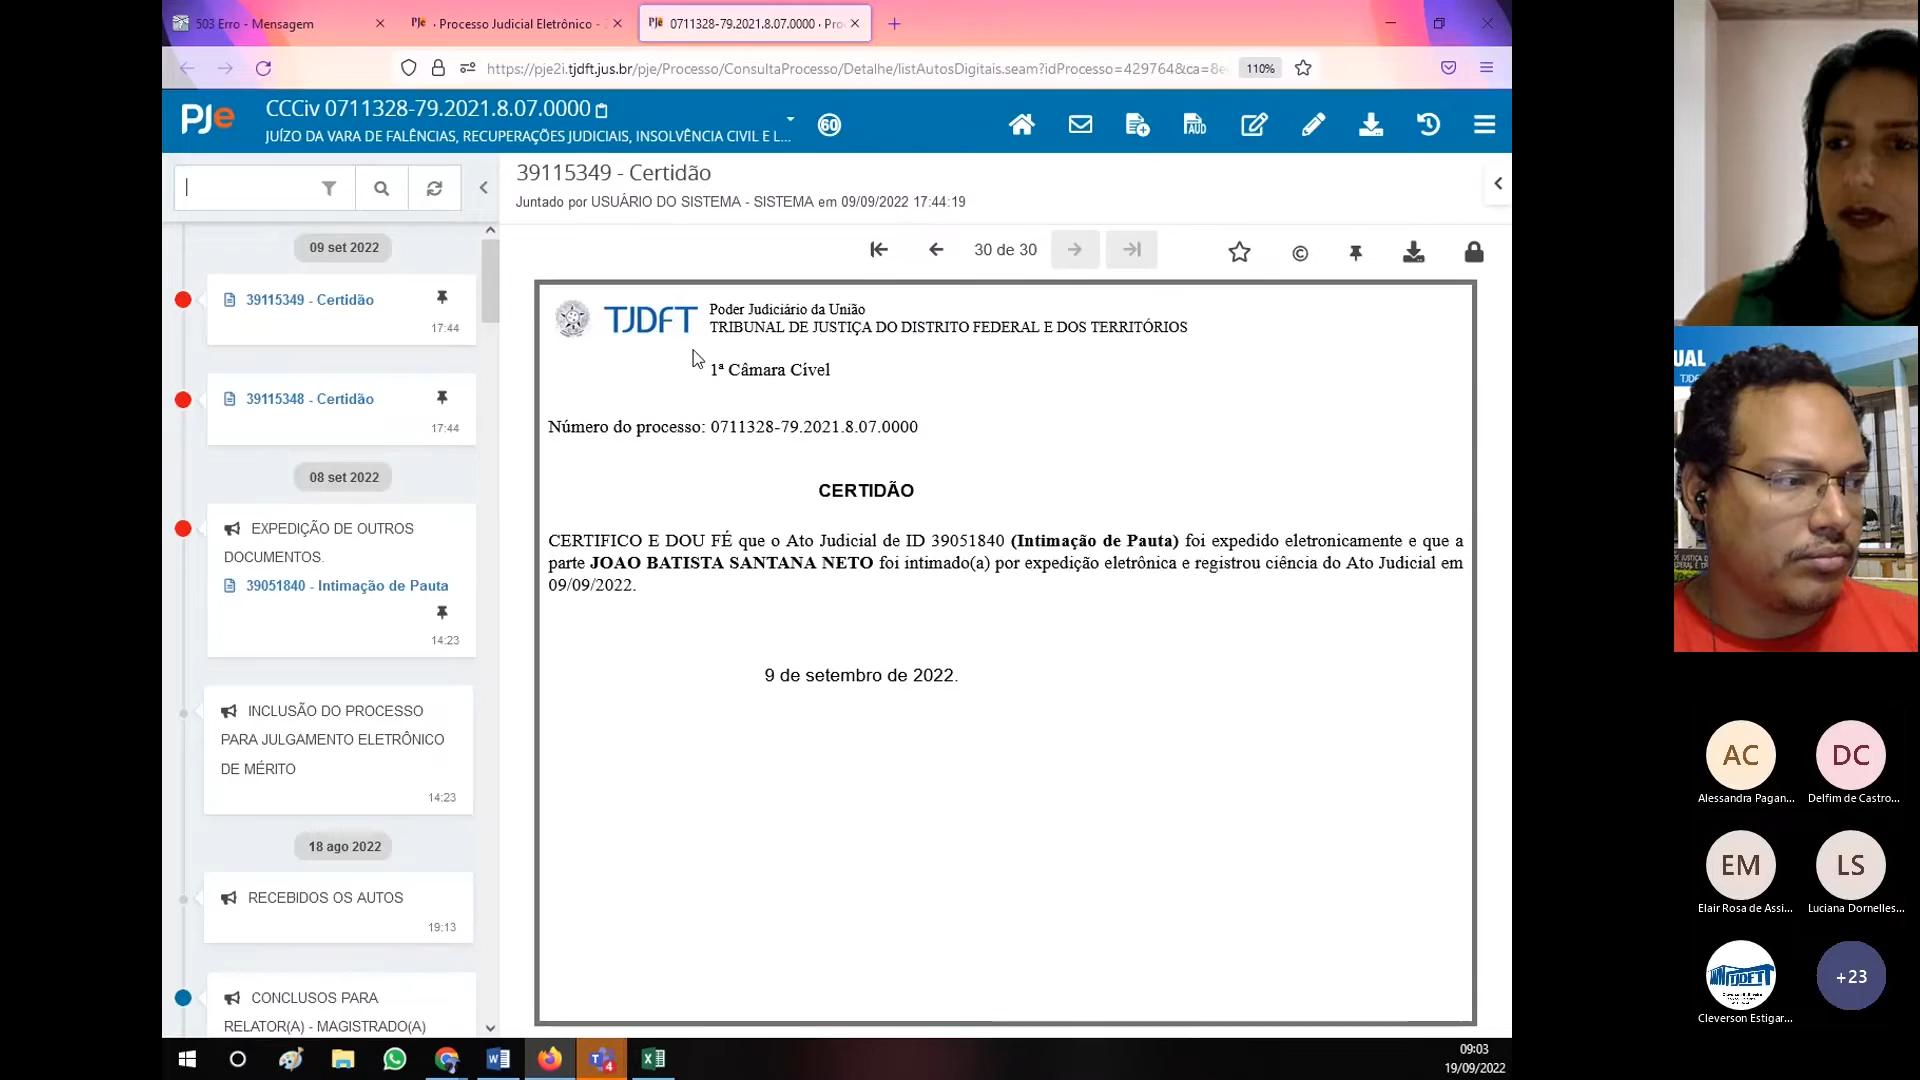 503 Erro - Mensagem
PJe · Processo Judicial Eletrônico -
PJe 0711328-79.2021.8.07.0000 · Pro
https://pje2i.tjdft.jus.br/pje/Processo/ConsultaProcesso/Detalhe/listAutosDigitais.seam?idProcesso=429764&ca=8e
110%
PJe
CCCiv 0711328-79.2021.8.07.0000
JUÍZO DA VARA DE FALÊNCIAS, RECUPERAÇÕES JUDICIAIS, INSOLVÊNCIA CIVIL E L...
60
AUD
39115349 - Certidão
Juntado por USUÁRIO DO SISTEMA - SISTEMA em 09/09/2022 17:44:19
30 de 30
09 set 2022
39115349 - Certidão
17:44
39115348 - Certidão
17:44
08 set 2022
EXPEDIÇÃO DE OUTROS
DOCUMENTOS.
39051840 - Intimação de Pauta
14:23
INCLUSÃO DO PROCESSO
PARA JULGAMENTO ELETRÔNICO
DE MÉRITO
14:23
18 ago 2022
RECEBIDOS OS AUTOS
19:13
CONCLUSOS PARA
RELATOR(A) - MAGISTRADO(A)
TJDFT
Poder Judiciário da União
TRIBUNAL DE JUSTIÇA DO DISTRITO FEDERAL E DOS TERRITÓRIOS
1ª Câmara Cível
Número do processo: 0711328-79.2021.8.07.0000
CERTIDÃO
CERTIFICO E DOU FÉ que o Ato Judicial de ID 39051840 (Intimação de Pauta) foi expedido eletronicamente e que a
parte JOAO BATISTA SANTANA NETO foi intimado(a) por expedição eletrônica e registrou ciência do Ato Judicial em
09/09/2022.
9 de setembro de 2022.
UAL
TJD
AC
Alessandra Pagan...
DC
Delfim de Castro...
EM
Elair Rosa de Assi...
LS
Luciana Dornelles...
TJDFT
Cleverson Estigar...
+23
4
09:03
19/09/2022